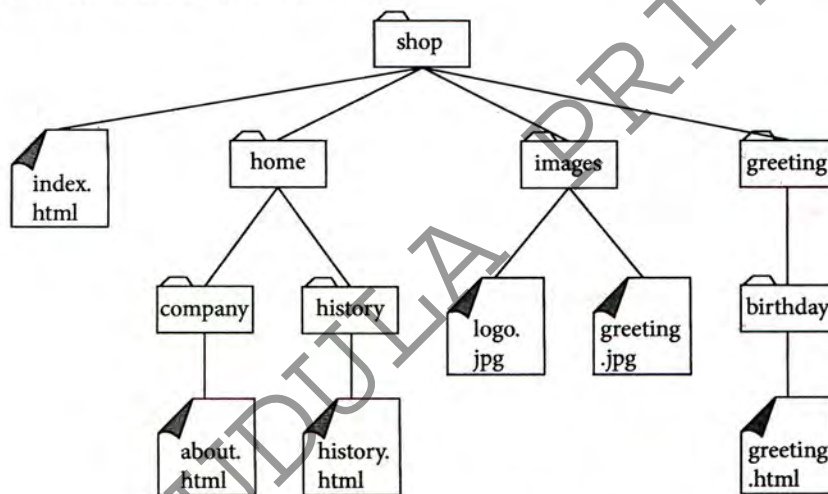 shop
index.
html
home
images
greeting
company
history
logo.
jpg
greeting
.jpg
birthday
about.
html
history.
html
greeting
.html